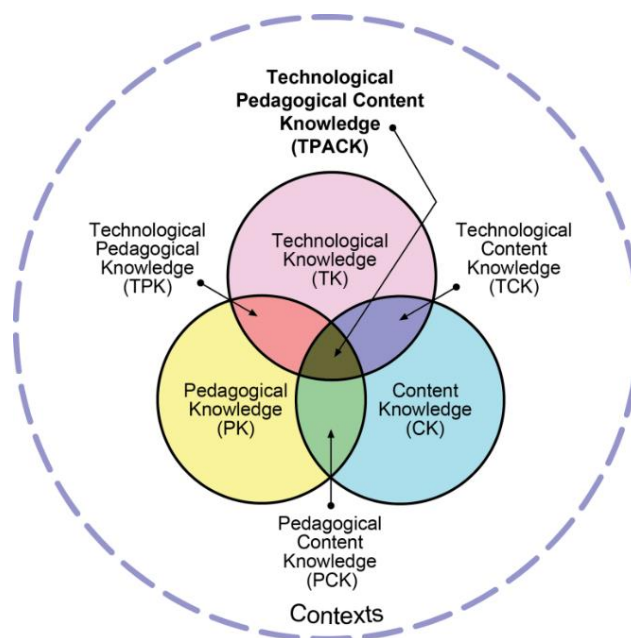 Technological
Pedagogical Content
Knowledge
(TPACK)
Technological
Pedagogical
Knowledge
(TPK)
Technological
Knowledge
(TK)
Technological
Content
Knowledge
(TCK)
Pedagogical
Knowledge
(PK)
Content
Knowledge
(CK)
Pedagogical
Content
Knowledge
(PCK)
Contexts